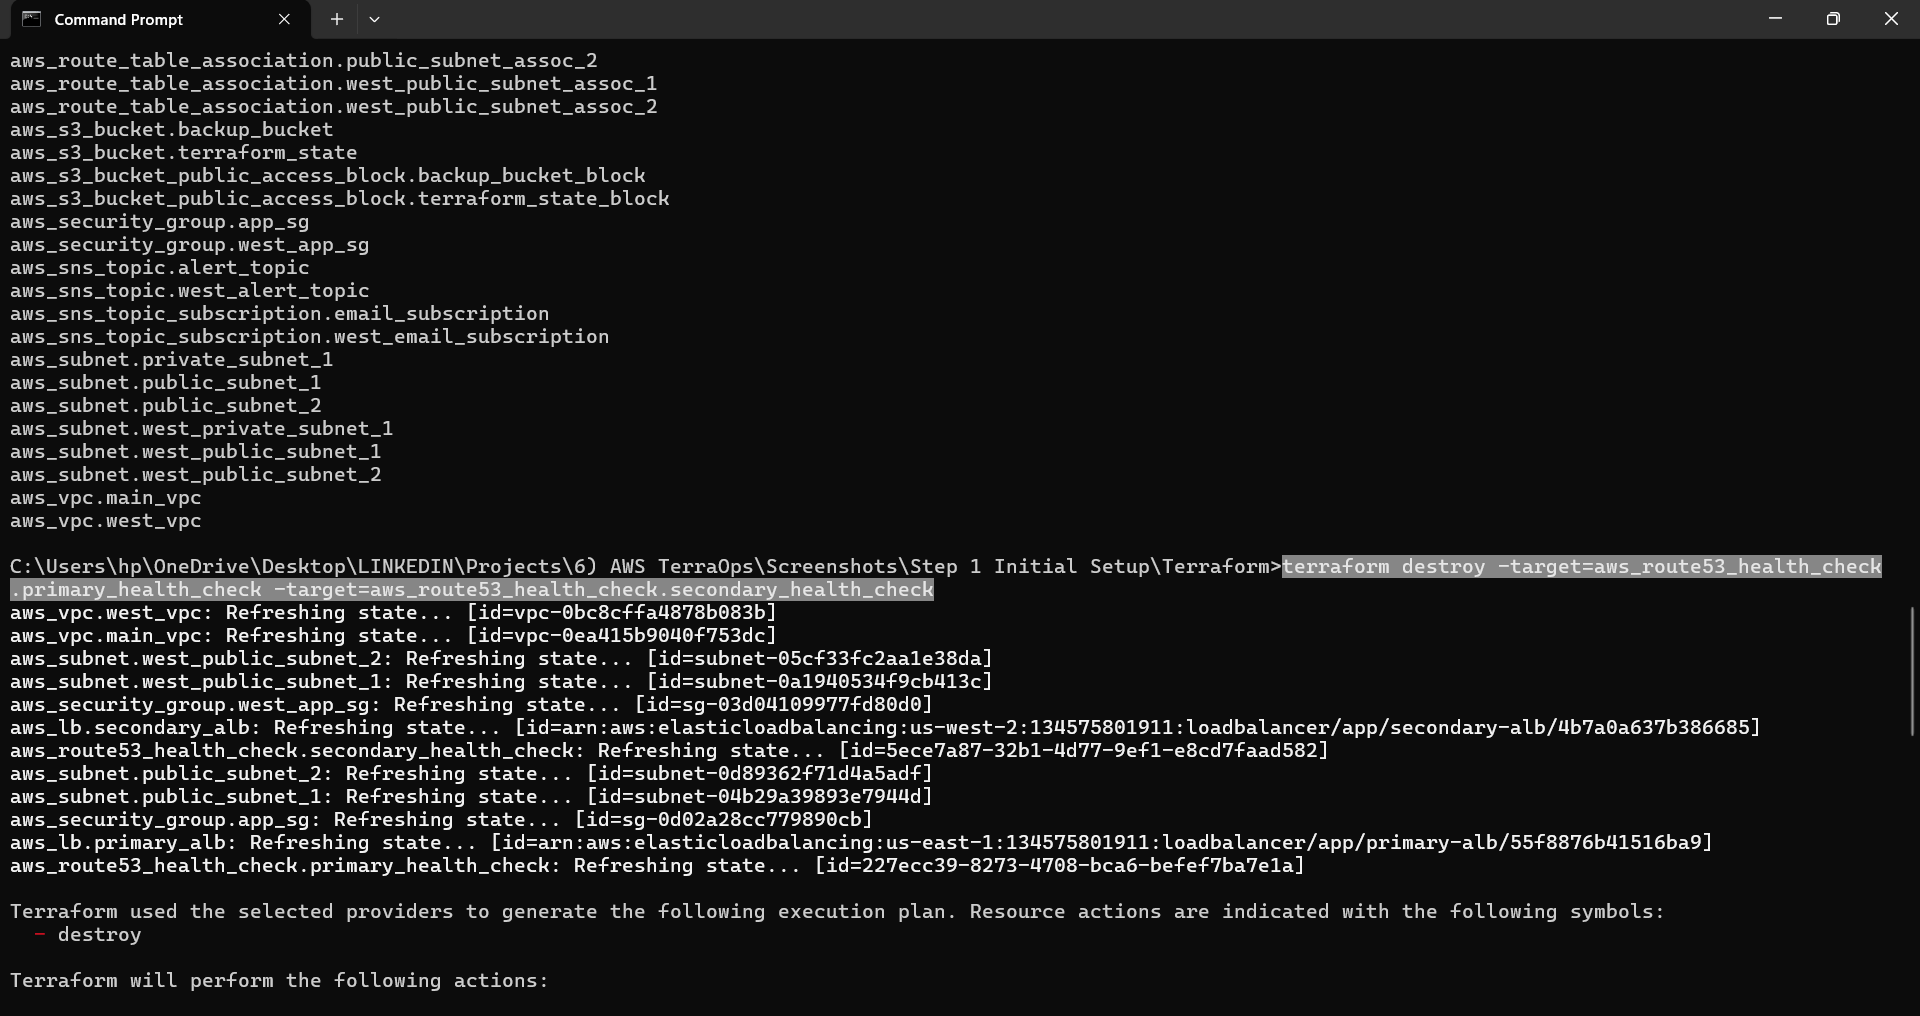 Command Prompt
aws_route_table_association.public_subnet_assoc_2
aws_route_table_association.west_public_subnet_assoc_1
aws_route_table_association.west_public_subnet_assoc_2
aws_s3_bucket.backup_bucket
aws_s3_bucket.terraform_state
aws_s3_bucket_public_access_block.backup_bucket_block
aws_s3_bucket_public_access_block.terraform_state_block
aws_security_group.app_sg
aws_security_group.west_app_sg
aws_sns_topic.alert_topic
aws_sns_topic.west_alert_topic
aws_sns_topic_subscription.email_subscription
aws_sns_topic_subscription.west_email_subscription
aws_subnet.private_subnet_1
aws_subnet.public_subnet_1
aws_subnet.public_subnet_2
aws_subnet.west_private_subnet_1
aws_subnet.west_public_subnet_1
aws_subnet.west_public_subnet_2
aws_vpc.main_vpc
aws_vpc.west_vpc
C:\Users\hp\OneDrive\Desktop\LINKEDIN\Projects\6) AWS TerraOps\Screenshots\Step 1 Initial Setup\Terraform>terraform destroy -target=aws_route53_health_check
.primary_health_check -target=aws_route53_health_check.secondary_health_check
aws_vpc.west_vpc: Refreshing state... [id=vpc-0bc8cffa4878b083b]
aws_vpc.main_vpc: Refreshing state... [id=vpc-0ea415b9040f753dc]
aws_subnet.west_public_subnet_2: Refreshing state... [id=subnet-05cf33fc2aa1e38da]
aws_subnet.west_public_subnet_1: Refreshing state... [id=subnet-0a1940534f9cb413c]
aws_security_group.west_app_sg: Refreshing state... [id=sg-03d04109977fd80d0]
aws_lb.secondary_alb: Refreshing state... [id=arn:aws:elasticloadbalancing:us-west-2:134575801911:loadbalancer/app/secondary-alb/4b7a0a637b386685]
aws_route53_health_check.secondary_health_check: Refreshing state... [id=5ece7a87-32b1-4d77-9ef1-e8cd7faad582]
aws_subnet.public_subnet_2: Refreshing state... [id=subnet-0d89362f71d4a5adf]
aws_subnet.public_subnet_1: Refreshing state... [id=subnet-04b29a39893e7944d]
aws_security_group.app_sg: Refreshing state... [id=sg-0d02a28cc779890cb]
aws_lb.primary_alb: Refreshing state... [id=arn:aws:elasticloadbalancing:us-east-1:134575801911:loadbalancer/app/primary-alb/55f8876b41516ba9]
aws_route53_health_check.primary_health_check: Refreshing state... [id=227ecc39-8273-4708-bca6-befef7ba7e1a]
Terraform used the selected providers to generate the following execution plan. Resource actions are indicated with the following symbols:
- destroy
Terraform will perform the following actions: